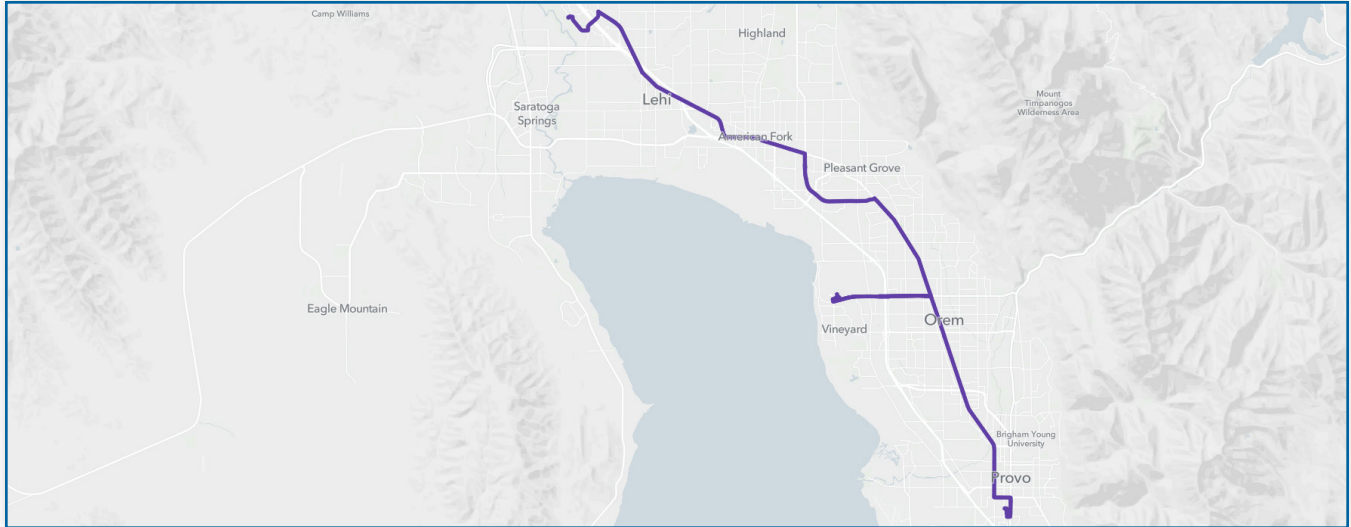 Camp Williams
Highland
Mount
Timpanogos
Wilderness Area
Lehi
Saratoga
Springs
American Fork
Pleasant Grove
Eagle Mountain
Orem
Vineyard
Brigham Young
University
Provo